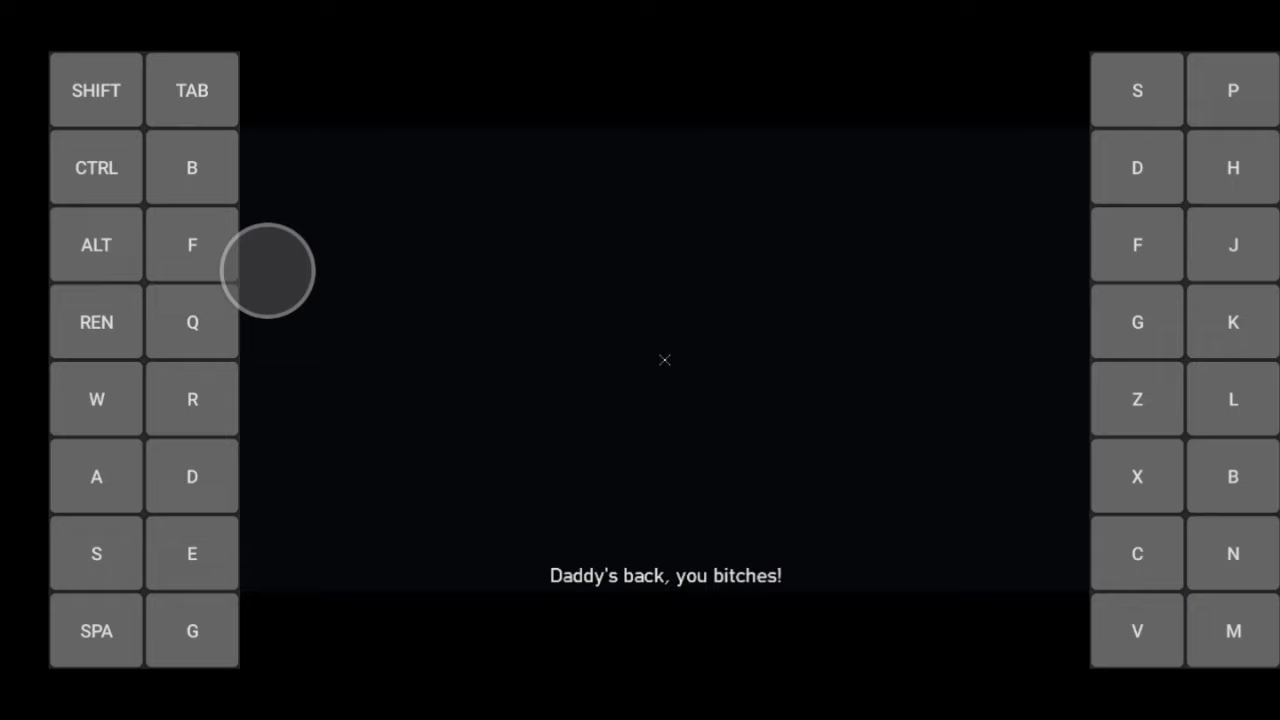 SHIFT TAB
CTRL B
ALT F
REN Q
W R
A D
S E
SPA G
Daddy's back, you bitches!
S P
D H
F J
G K
Z L
X B
C N
V M